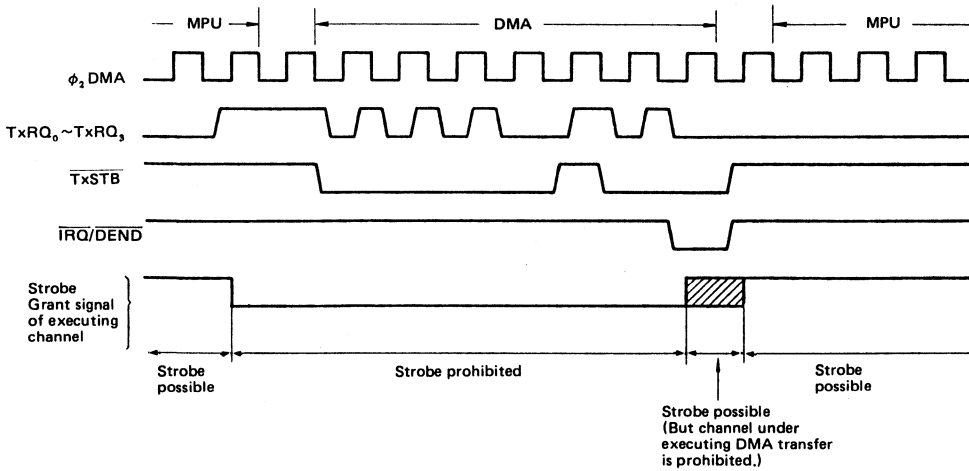 MPU DMA MPU
ϕ₂ DMA
TxRQ₀~TxRQ₃
TxSTB
IRQ/DEND
Strobe
Grant signal
of executing
channel
Strobe
possible
Strobe prohibited
Strobe
possible
Strobe possible
(But channel under
executing DMA transfer
is prohibited.)